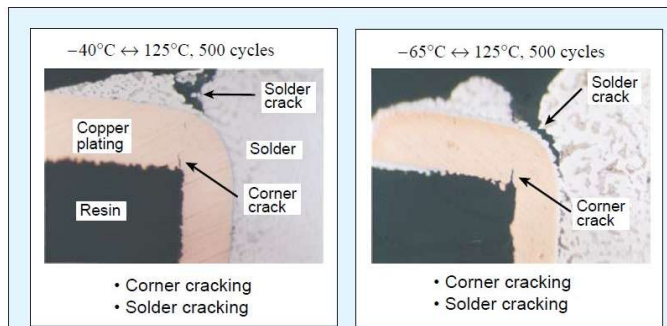 −40°C ↔ 125°C, 500 cycles
Solder
crack
Copper
plating
Solder
Corner
crack
Resin
• Corner cracking
• Solder cracking
−65°C ↔ 125°C, 500 cycles
Solder
crack
Corner
crack
• Corner cracking
• Solder cracking